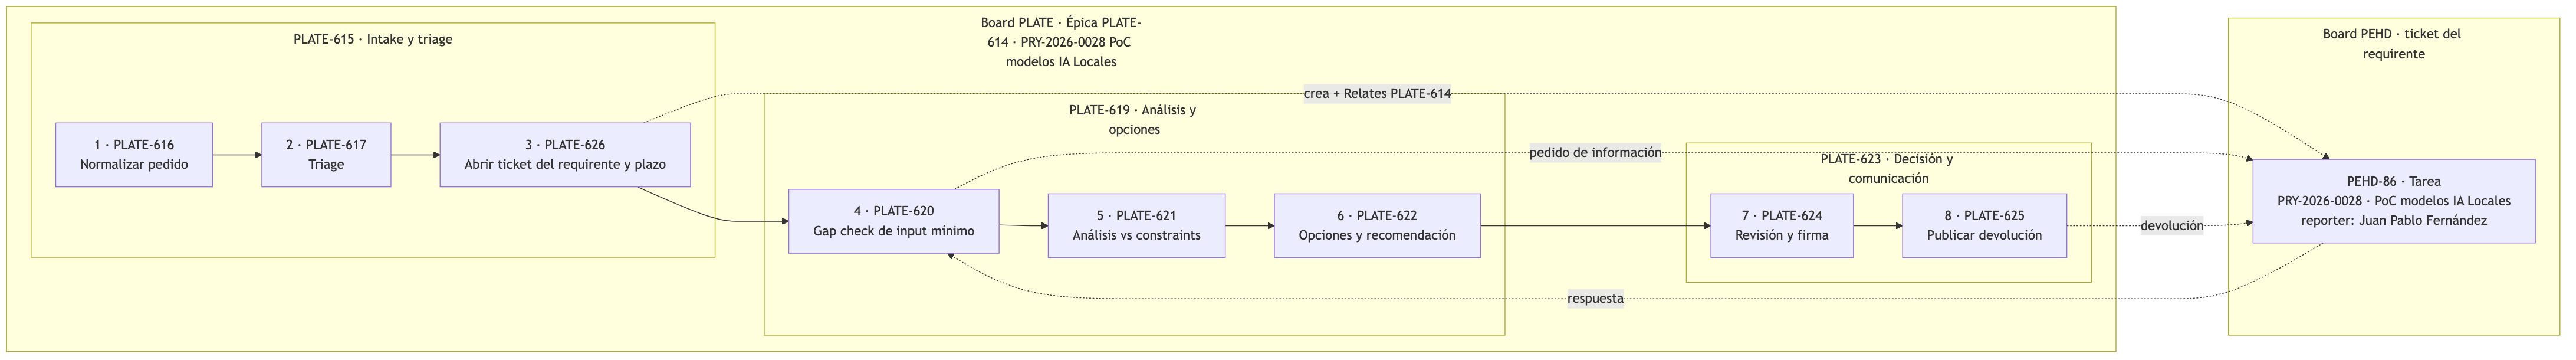 Board PLATE · Épica PLATE-
614 · PRY-2026-0028 PoC
modelos IA Locales
PLATE-615 · Intake y triage
1 · PLATE-616
Normalizar pedido
2 · PLATE-617
Triage
3 · PLATE-626
Abrir ticket del requirente y plazo
crea + Relates PLATE-614
PLATE-619 · Análisis y
opciones
4 · PLATE-620
Gap check de input mínimo
5 · PLATE-621
Análisis vs constraints
6 · PLATE-622
Opciones y recomendación
pedido de información
PLATE-623 · Decisión y
comunicación
7 · PLATE-624
Revisión y firma
8 · PLATE-625
Publicar devolución
devolución
respuesta
Board PEHD · ticket del
requirente
PEHD-86 · Tarea
PRY-2026-0028 · PoC modelos IA Locales
reporter: Juan Pablo Fernández